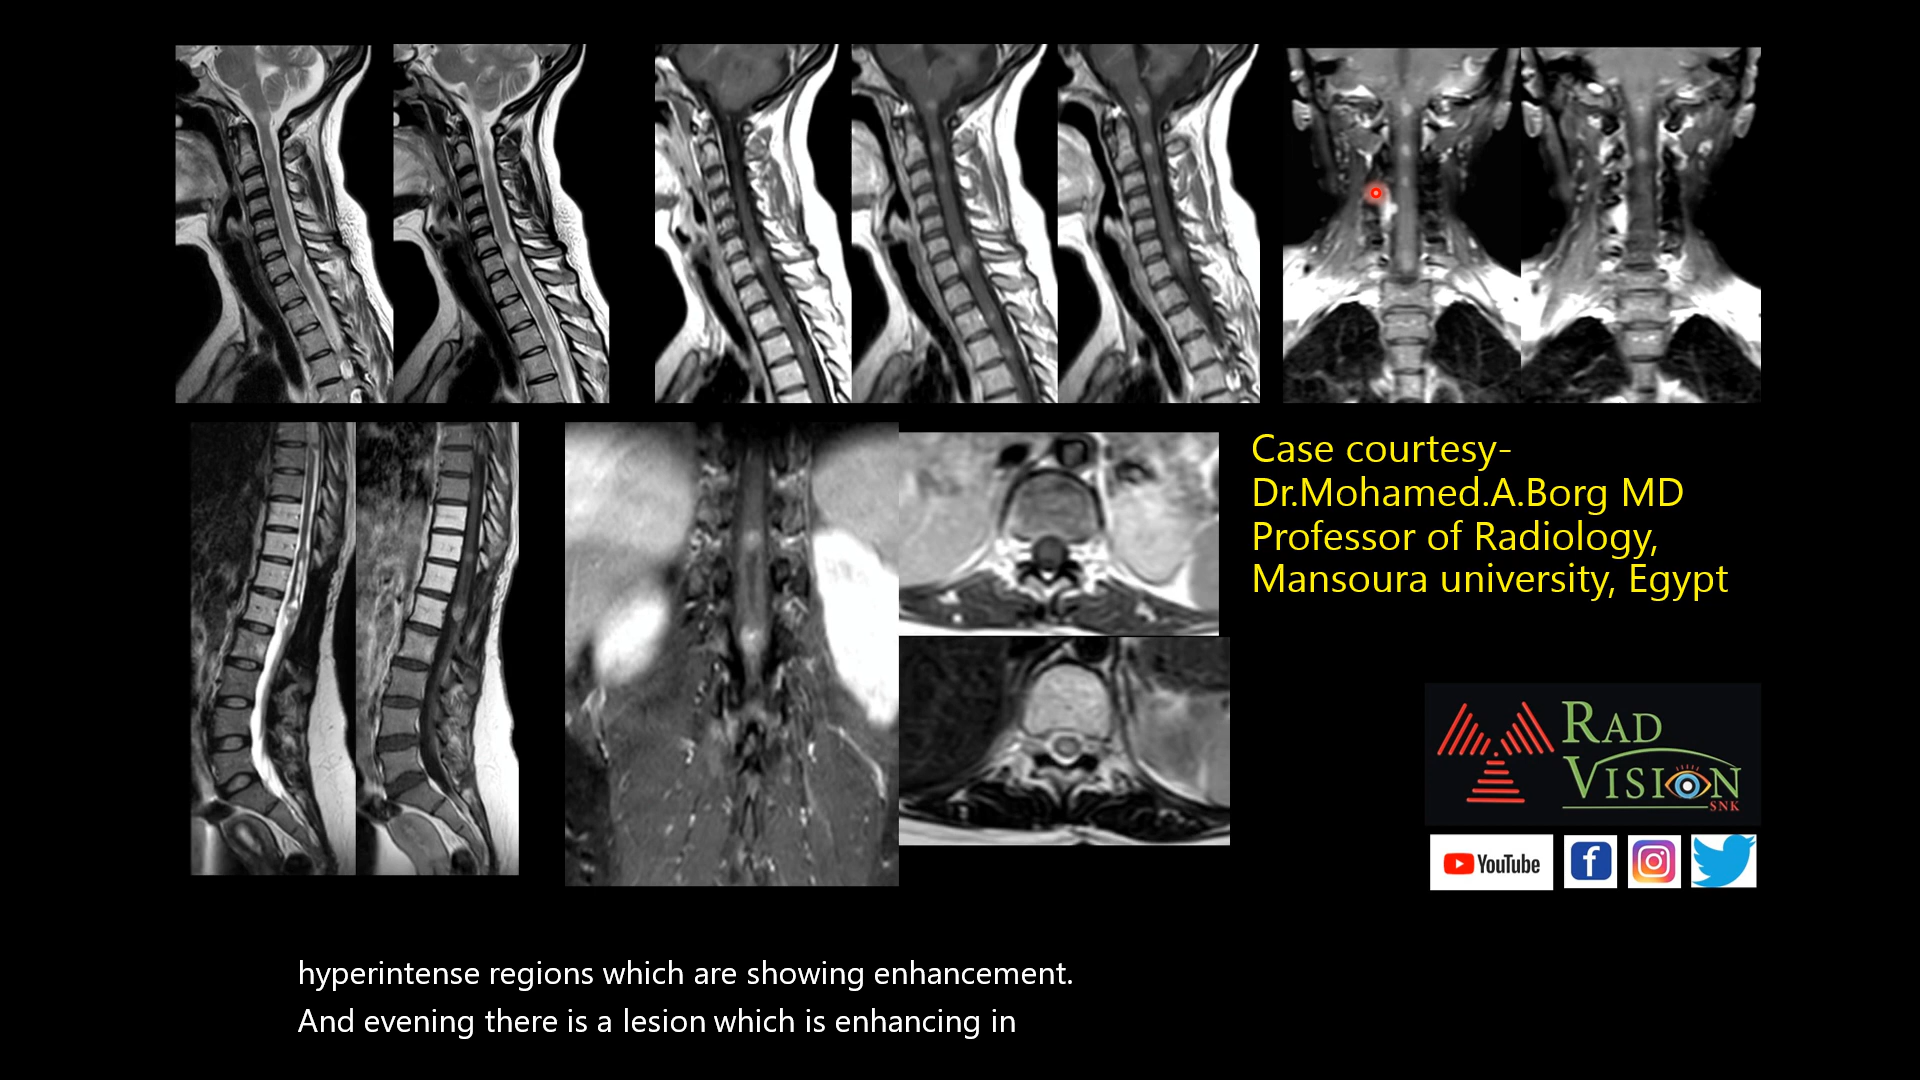 Case courtesy-
Dr.Mohamed.A.Borg MD
Professor of Radiology,
Mansoura university, Egypt
RAD
VISION
SNK
YouTube
hyperintense regions which are showing enhancement.
And evening there is a lesion which is enhancing in